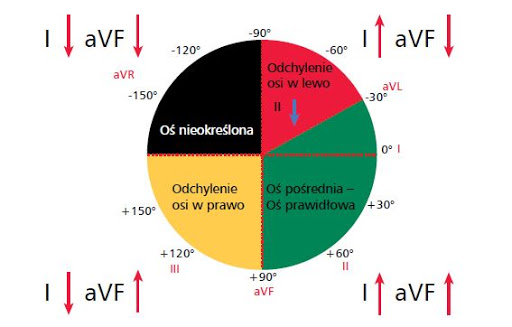 I aVF
I aVF
-90°
-120°
-60°
aVR
Odchylenie
osi w lewo
aVL
-150°
-30°
II
Oś nieokreślona
0° I
Odchylenie
osi w prawo
Oś pośrednia –
Oś prawidłowa
+150°
+30°
+120°
+60°
III
II
+90°
aVF
I aVF
I aVF